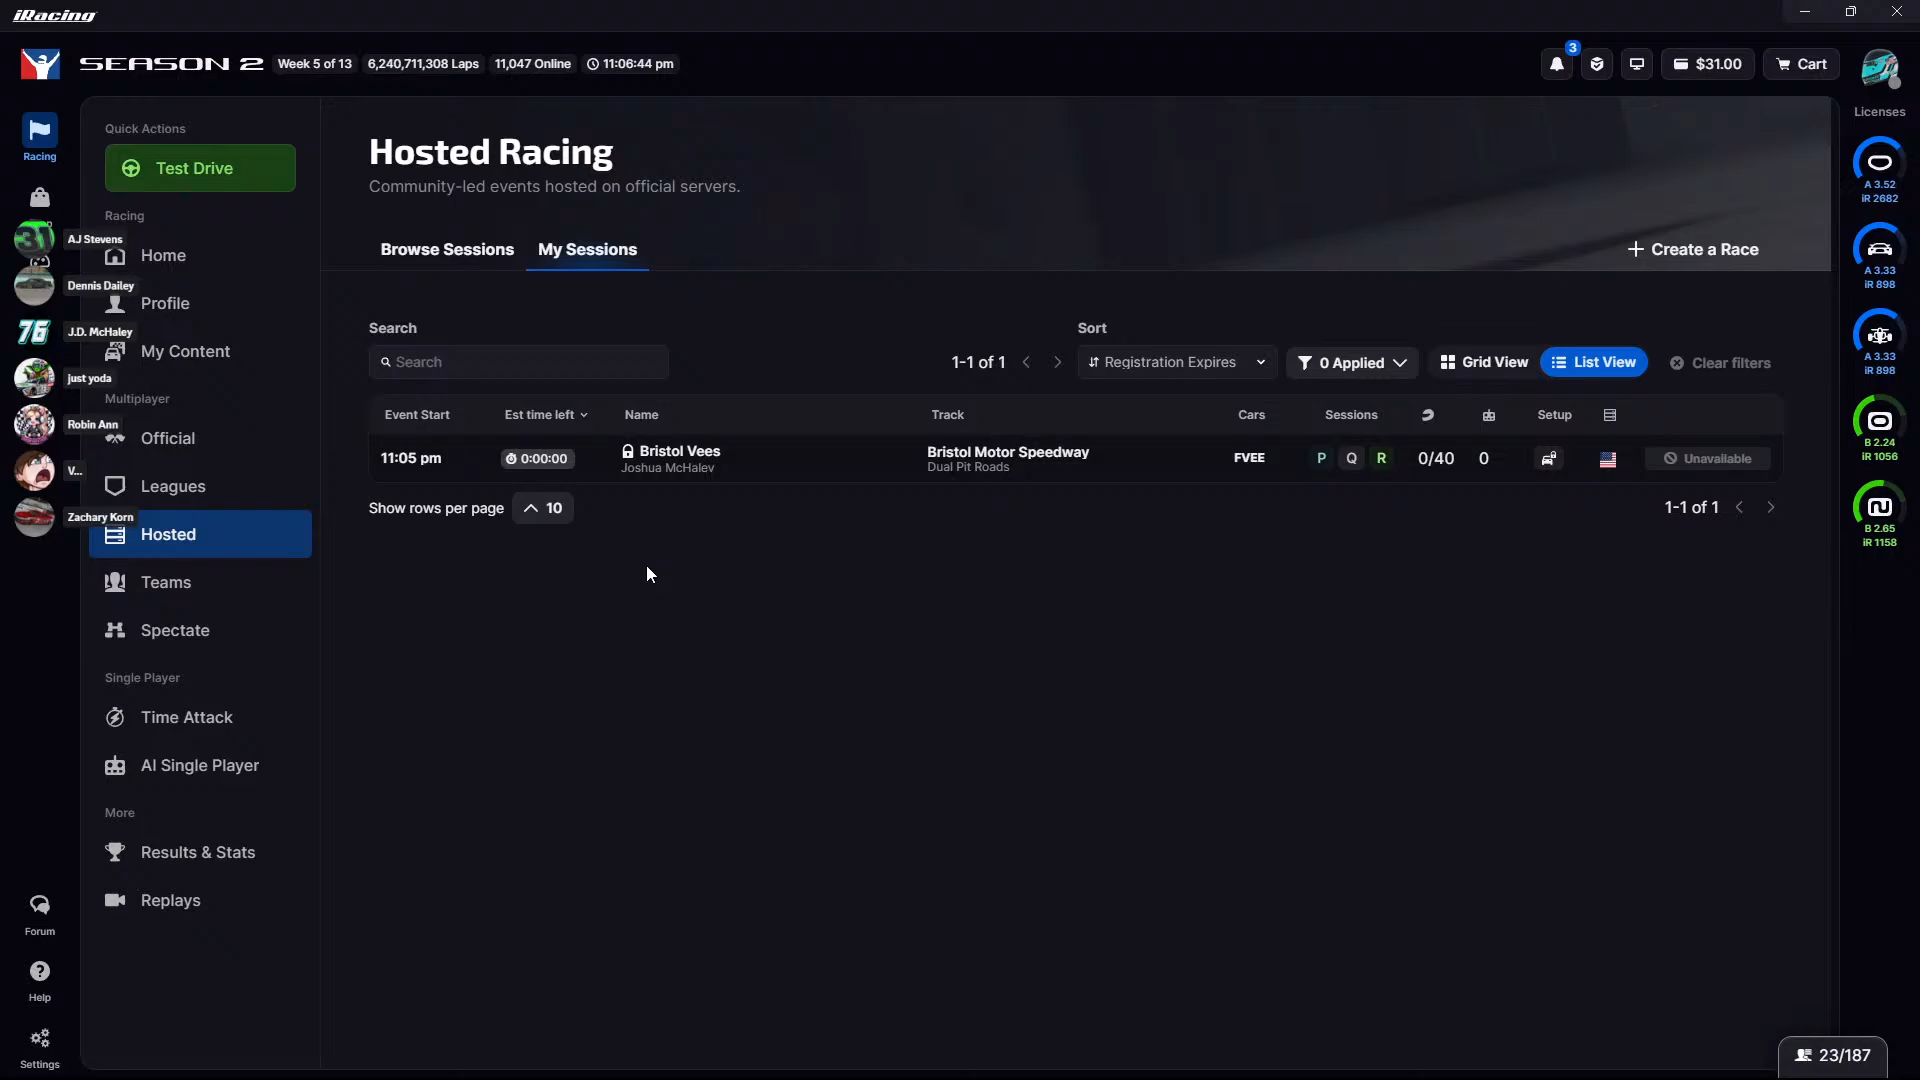 iRacing
SEASON 2
Week 5 of 13
6,240,711,308 Laps
11,047 Online
11:06:44 pm
3
$31.00
Cart
Racing
Forum
Help
Settings
AJ Stevens
Dennis Dailey
76
J.D. McHaley
just yoda
Robin Ann
V...
Zachary Korn
31
Quick Actions
Test Drive
Racing
Home
Profile
My Content
Multiplayer
Official
Leagues
Hosted
Teams
Spectate
Single Player
Time Attack
AI Single Player
More
Results & Stats
Replays
Hosted Racing
Community-led events hosted on official servers.
Browse Sessions
My Sessions
Create a Race
Search
Sort
Search
1-1 of 1
Registration Expires
0 Applied
Grid View
List View
Clear filters
Event Start
Est time left
Name
Track
Cars
Sessions
Setup
11:05 pm
0:00:00
Bristol Vees
Joshua McHaley
Bristol Motor Speedway
Dual Pit Roads
FVEE
P
Q
R
0/40
0
Unavailable
Show rows per page
10
1-1 of 1
Licenses
A 3.52
iR 2682
A 3.33
iR 898
A 3.33
iR 898
B 2.24
iR 1056
B 2.65
iR 1158
23/187